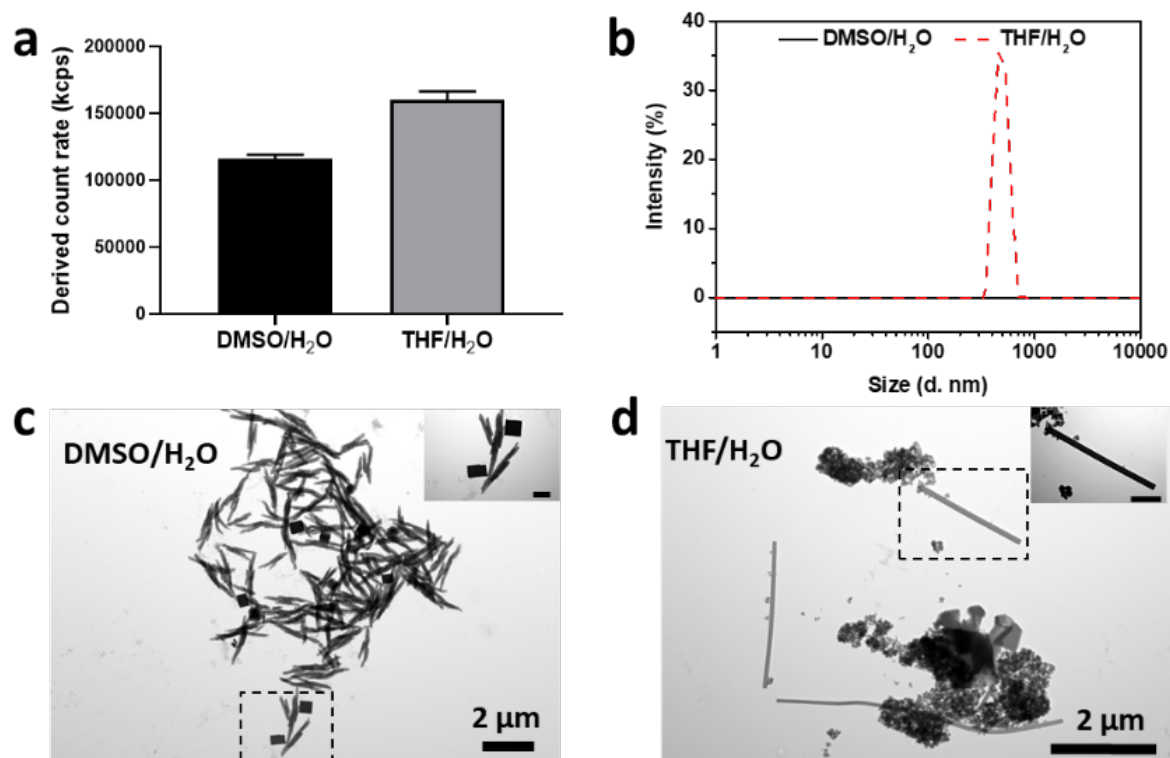 a
Derived count rate (kcps)
200000
150000
100000
50000
0
DMSO/H₂O
THF/H₂O
b
Intensity (%)
DMSO/H₂O
THF/H₂O
40
30
20
10
0
1
10
100
1000
10000
Size (d. nm)
c
DMSO/H₂O
2 μm
d
THF/H₂O
2 μm